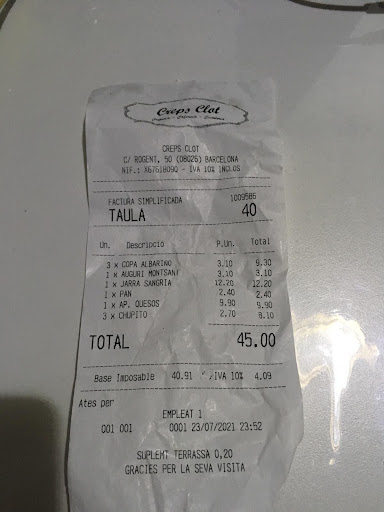 Creps Clot
CREPS CLOT
C/ ROGENT, 50 (08026) BARCELONA
NIF.: X6751809Q - IVA 10% INCLOS
FACTURA SIMPLIFICADA 1009586
TAULA 40
Un. Descripcio P.Un. Total
3 x COPA ALBARIÑO 3.10 9.30
1 x AUGURI MONTSANT 3.10 3.10
1 x JARRA SANGRIA 12.20 12.20
1 x PAN 2.40 2.40
1 x AP. QUESOS 9.90 9.90
3 x CHUPITO 2.70 8.10
TOTAL 45.00
Base Imposable 40.91 IVA 10% 4.09
Ates per
EMPLEAT 1
001 001 0001 23/07/2021 23:52
SUPLEMT TERRASSA 0,20
GRACIES PER LA SEVA VISITA